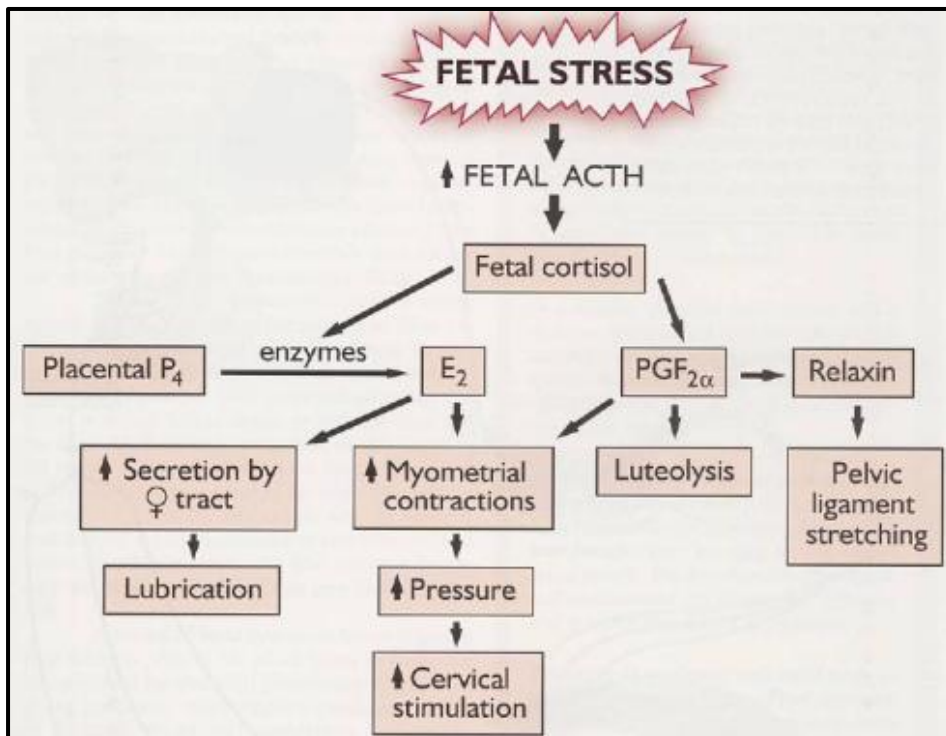 FETAL STRESS
⬆ FETAL ACTH
Fetal cortisol
enzymes
Placental P₄
E₂
PGF₂α
Relaxin
⬆ Secretion by
♀ tract
⬆ Myometrial
contractions
Luteolysis
Pelvic
ligament
stretching
Lubrication
⬆ Pressure
⬆ Cervical
stimulation